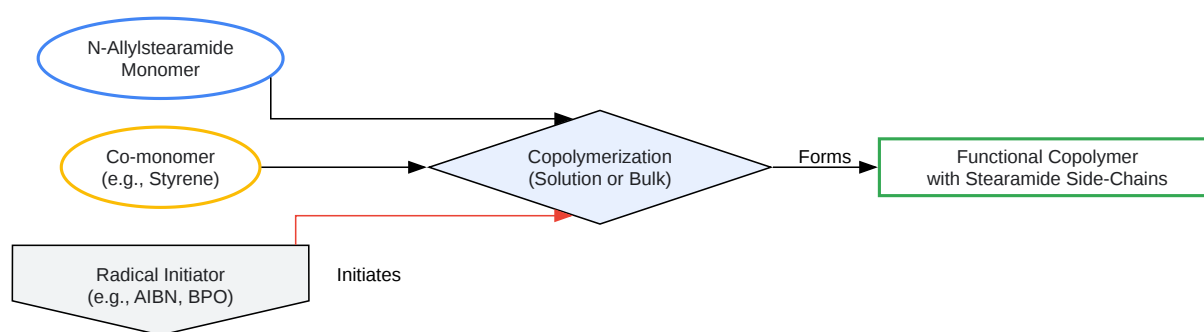 N-Allylstearamide
Monomer
Co-monomer
(e.g., Styrene)
Copolymerization
(Solution or Bulk)
Forms
Functional Copolymer
with Stearamide Side-Chains
Radical Initiator
(e.g., AIBN, BPO)
Initiates